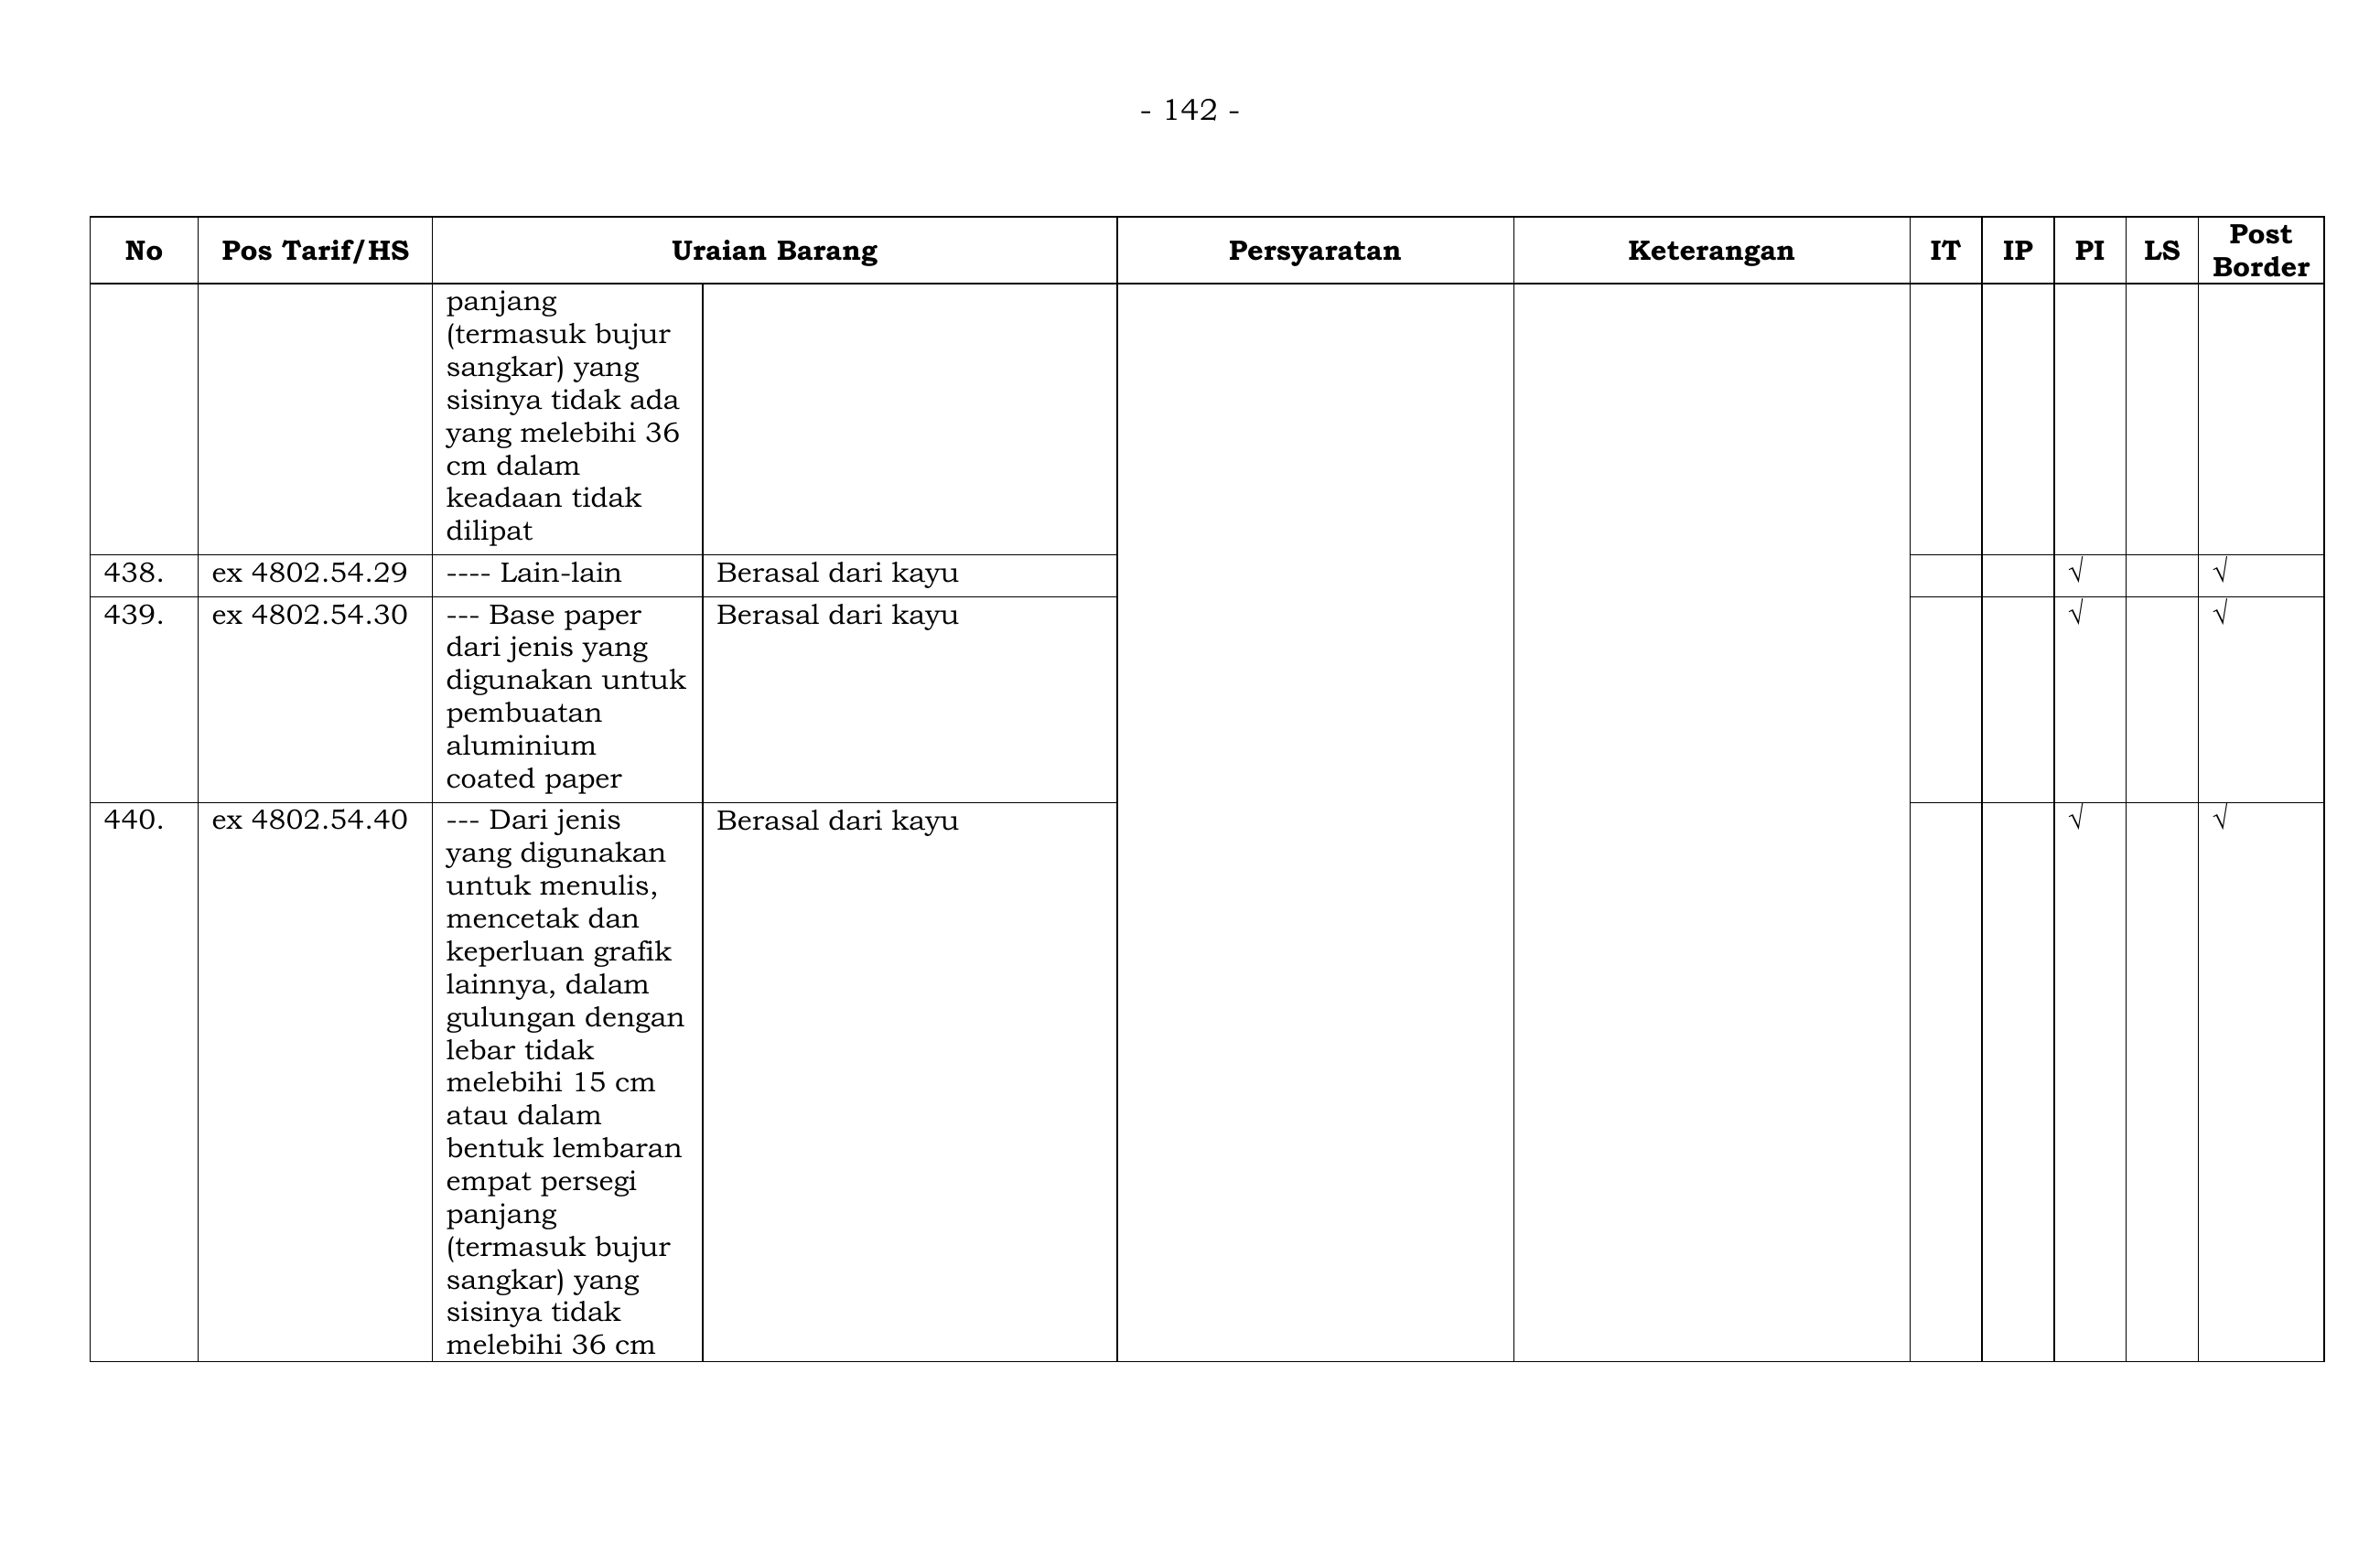 - 142 -
No Pos Tarif/HS Uraian Barang Persyaratan Keterangan IT IP PI LS Post Border
panjang
(termasuk bujur
sangkar) yang
sisinya tidak ada
yang melebihi 36
cm dalam
keadaan tidak
dilipat
438. ex 4802.54.29 ---- Lain-lain Berasal dari kayu √ √
439. ex 4802.54.30 --- Base paper Berasal dari kayu √ √
dari jenis yang
digunakan untuk
pembuatan
aluminium
coated paper
440. ex 4802.54.40 --- Dari jenis Berasal dari kayu √ √
yang digunakan
untuk menulis,
mencetak dan
keperluan grafik
lainnya, dalam
gulungan dengan
lebar tidak
melebihi 15 cm
atau dalam
bentuk lembaran
empat persegi
panjang
(termasuk bujur
sangkar) yang
sisinya tidak
melebihi 36 cm